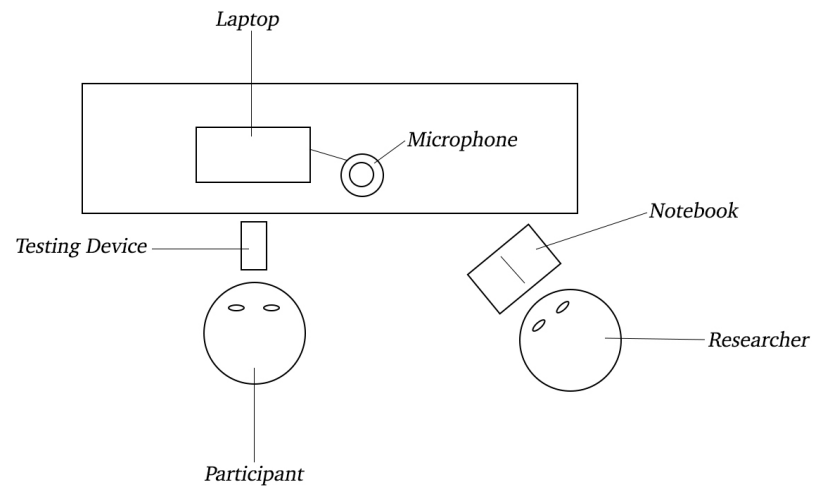 Laptop
Microphone
Notebook
Testing Device
Researcher
Participant